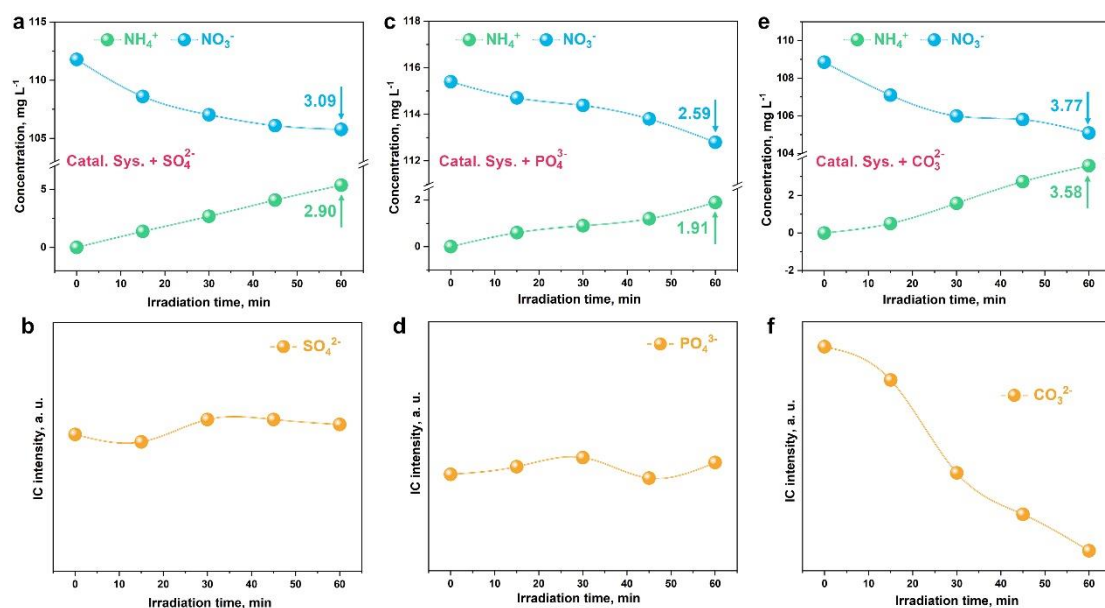 a
NH₄⁺ NO₃⁻
Concentration, mg L⁻¹
115
110
105
5
0
3.09
Catal. Sys. + SO₄²⁻
2.90
0 10 20 30 40 50 60
Irradiation time, min
c
NH₄⁺ NO₃⁻
Concentration, mg L⁻¹
118
116
114
112
2
0
2.59
Catal. Sys. + PO₄³⁻
1.91
0 10 20 30 40 50 60
Irradiation time, min
e
NH₄⁺ NO₃⁻
Concentration, mg L⁻¹
110
108
106
104
2
0
-2
3.77
Catal. Sys. + CO₃²⁻
3.58
0 10 20 30 40 50 60
Irradiation time, min
b
SO₄²⁻
IC intensity, a. u.
0 10 20 30 40 50 60
Irradiation time, min
d
PO₄³⁻
IC intensity, a. u.
0 10 20 30 40 50 60
Irradiation time, min
f
CO₃²⁻
IC intensity, a. u.
0 10 20 30 40 50 60
Irradiation time, min